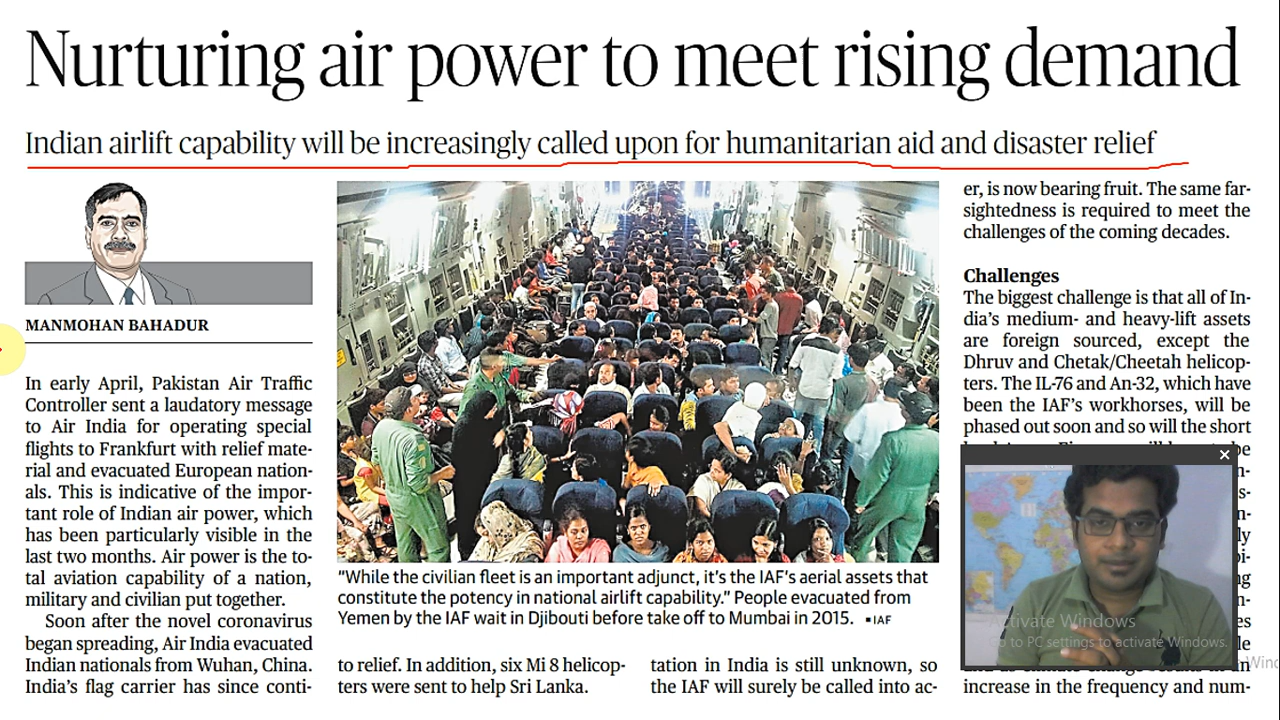 Nurturing air power to meet rising demand
Indian airlift capability will be increasingly called upon for humanitarian aid and disaster relief
MANMOHAN BAHADUR
In early April, Pakistan Air Traffic
Controller sent a laudatory message
to Air India for operating special
flights to Frankfurt with relief mate-
rial and evacuated European nation-
als. This is indicative of the impor-
tant role of Indian air power, which
has been particularly visible in the
last two months. Air power is the to-
tal aviation capability of a nation,
military and civilian put together.
Soon after the novel coronavirus
began spreading, Air India evacuated
Indian nationals from Wuhan, China.
India's flag carrier has since conti-
"While the civilian fleet is an important adjunct, it's the IAF's aerial assets that
constitute the potency in national airlift capability." People evacuated from
Yemen by the IAF wait in Djibouti before take off to Mumbai in 2015. ▪ IAF
to relief. In addition, six Mi 8 helicop-
ters were sent to help Sri Lanka.
tation in India is still unknown, so
the IAF will surely be called into ac-
er, is now bearing fruit. The same far-
sightedness is required to meet the
challenges of the coming decades.
Challenges
The biggest challenge is that all of In-
dia's medium- and heavy-lift assets
are foreign sourced, except the
Dhruv and Chetak/Cheetah helicop-
ters. The IL-76 and An-32, which have
been the IAF's workhorses, will be
phased out soon and so will the short
increase in the frequency and num-
Activate Windows
Go to PC settings to activate Windows.